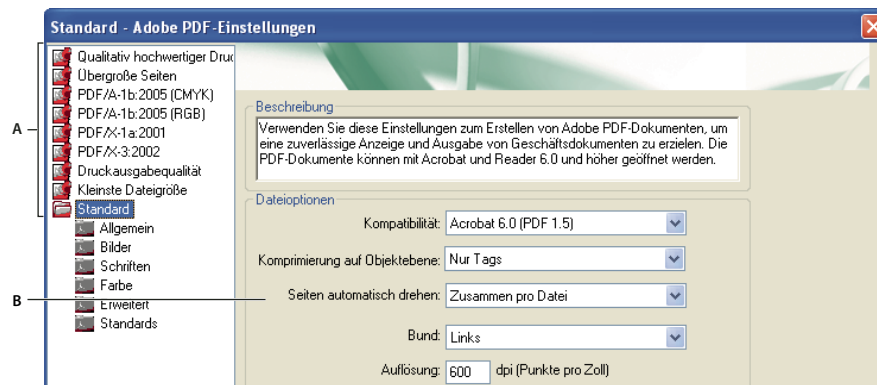 Standard - Adobe PDF-Einstellungen
Qualitativ hochwertiger Druc
Übergroße Seiten
PDF/A-1b:2005 (CMYK)
PDF/A-1b:2005 (RGB)
PDF/X-1a:2001
PDF/X-3:2002
Druckausgabequalität
Kleinste Dateigröße
Standard
Allgemein
Bilder
Schriften
Farbe
Erweitert
Standards
A
B
Beschreibung
Verwenden Sie diese Einstellungen zum Erstellen von Adobe PDF-Dokumenten, um
eine zuverlässige Anzeige und Ausgabe von Geschäftsdokumenten zu erzielen. Die
PDF-Dokumente können mit Acrobat und Reader 6.0 und höher geöffnet werden.
Dateioptionen
Kompatibilität: Acrobat 6.0 (PDF 1.5)
Komprimierung auf Objektebene: Nur Tags
Seiten automatisch drehen: Zusammen pro Datei
Bund: Links
Auflösung: 600 dpi (Punkte pro Zoll)